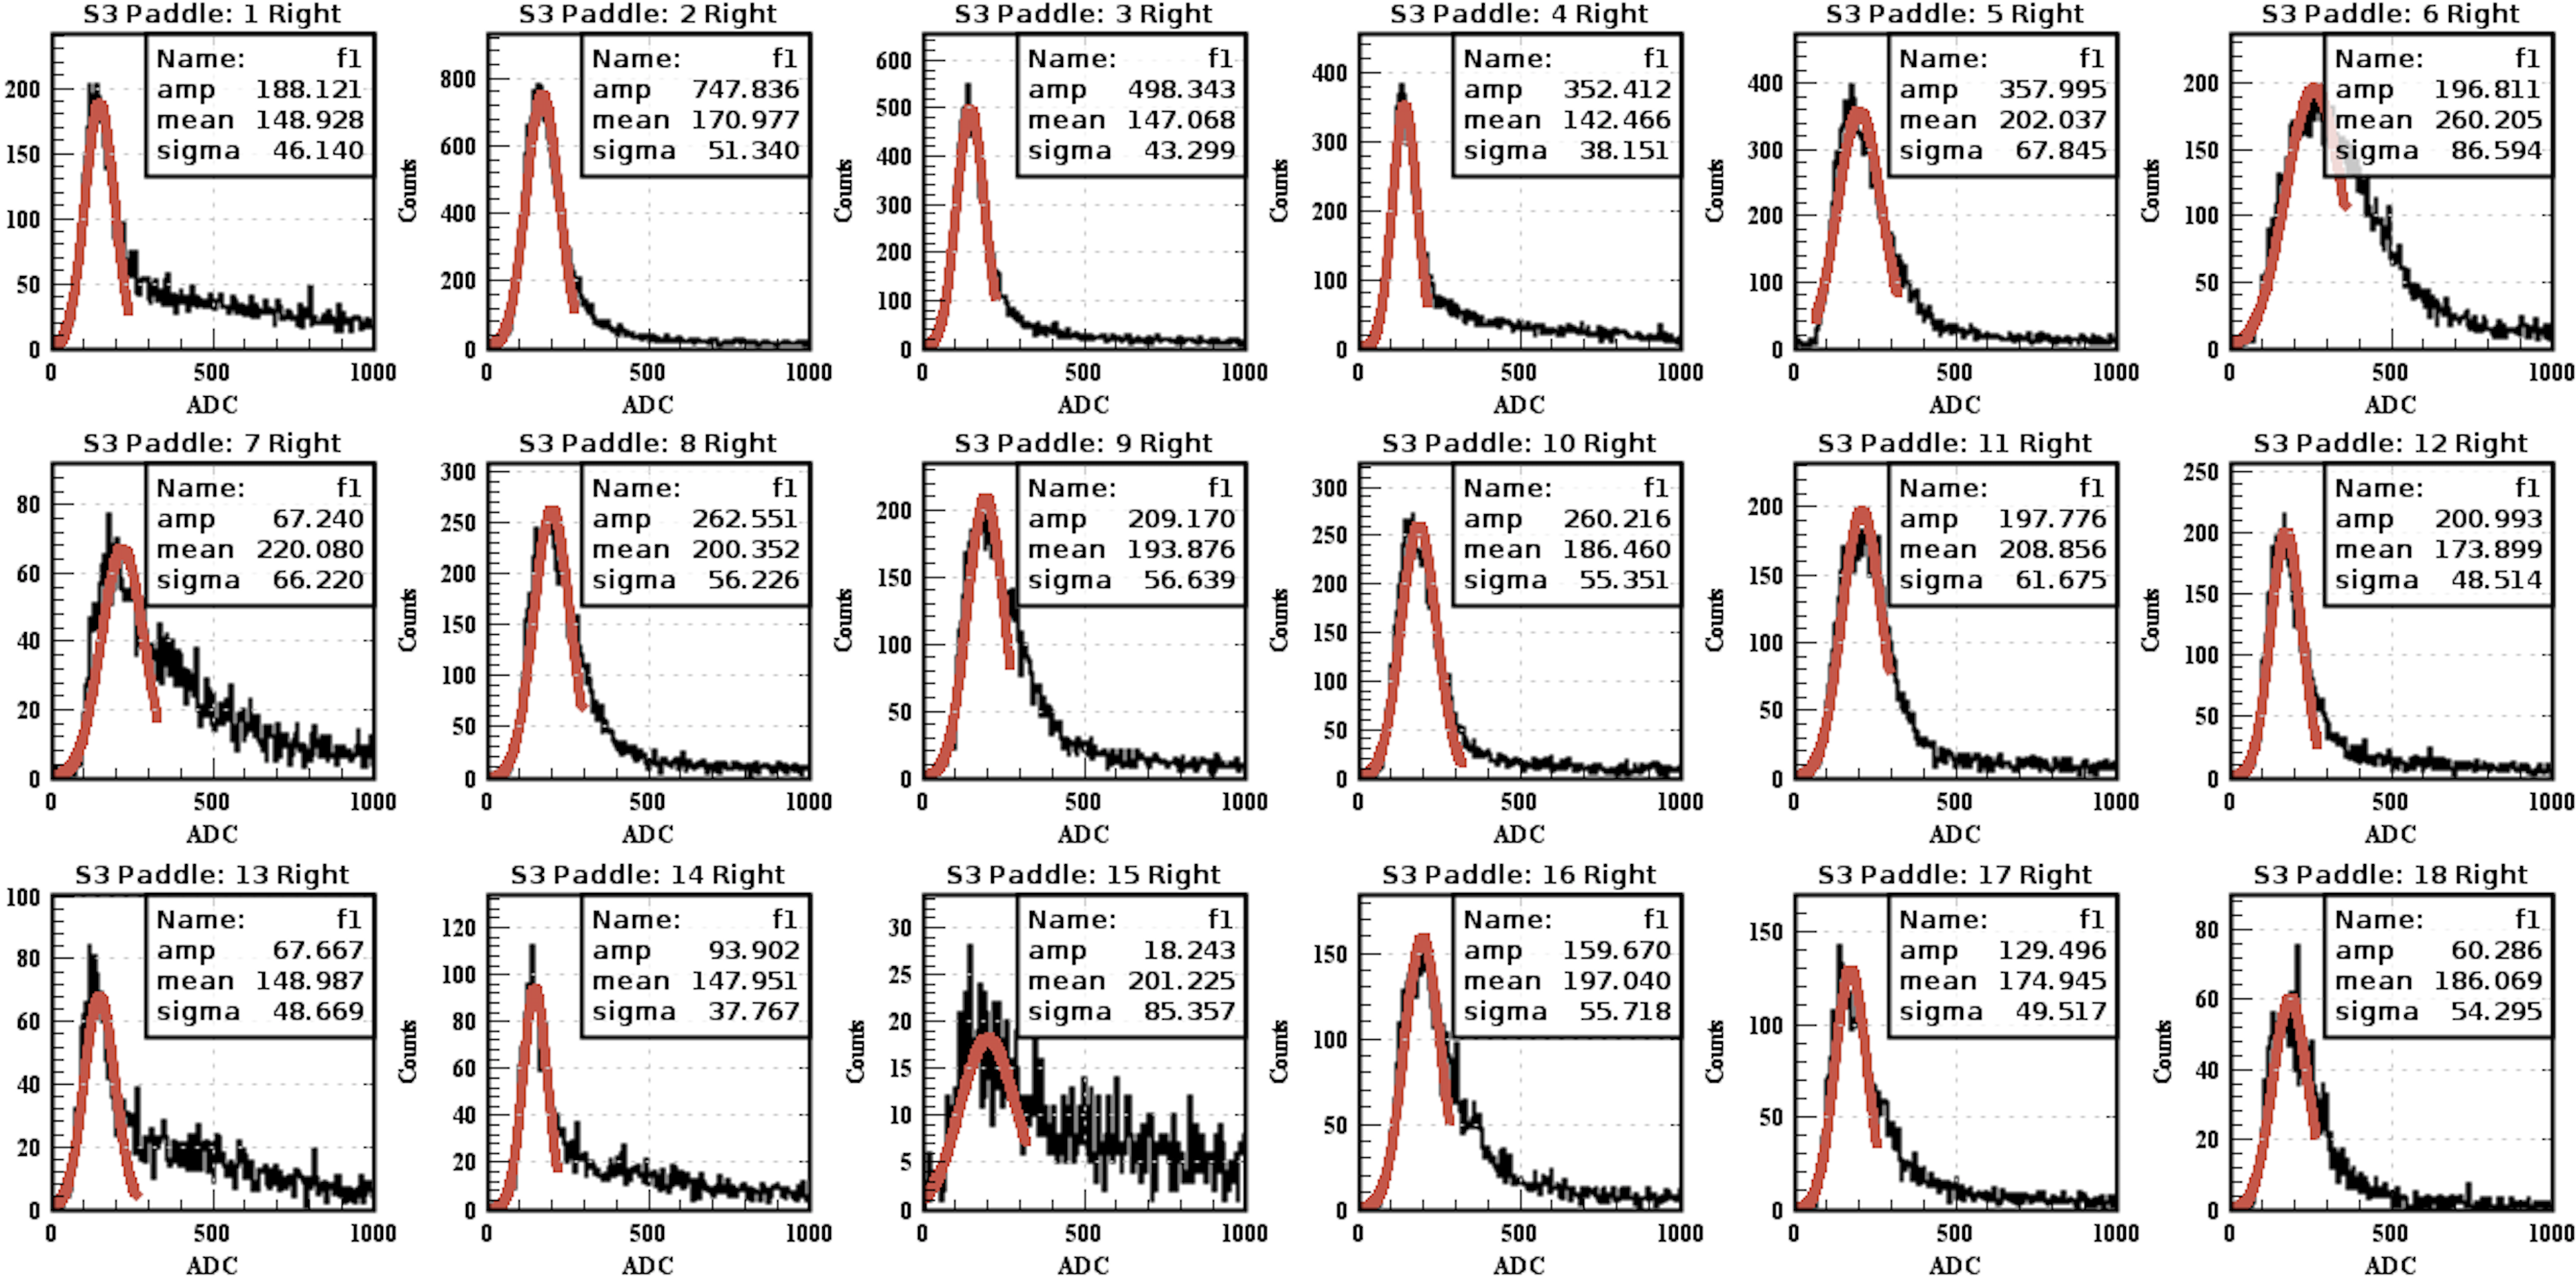 S3 Paddle: 1 Right
Name: f1
amp 188.121
mean 148.928
sigma 46.140
200
150
100
50
0
0 500 1000
ADC
S3 Paddle: 2 Right
Name: f1
amp 747.836
mean 170.977
sigma 51.340
Counts
800
600
400
200
0
0 500 1000
ADC
S3 Paddle: 3 Right
Name: f1
amp 498.343
mean 147.068
sigma 43.299
Counts
600
500
400
300
200
100
0
0 500 1000
ADC
S3 Paddle: 4 Right
Name: f1
amp 352.412
mean 142.466
sigma 38.151
Counts
400
300
200
100
0
0 500 1000
ADC
S3 Paddle: 5 Right
Name: f1
amp 357.995
mean 202.037
sigma 67.845
Counts
400
300
200
100
0
0 500 1000
ADC
S3 Paddle: 6 Right
Name: f1
amp 196.811
mean 260.205
sigma 86.594
Counts
200
150
100
50
0
0 500 1000
ADC
S3 Paddle: 7 Right
Name: f1
amp 67.240
mean 220.080
sigma 66.220
80
60
40
20
0
0 500 1000
ADC
S3 Paddle: 8 Right
Name: f1
amp 262.551
mean 200.352
sigma 56.226
Counts
300
250
200
150
100
50
0
0 500 1000
ADC
S3 Paddle: 9 Right
Name: f1
amp 209.170
mean 193.876
sigma 56.639
Counts
200
150
100
50
0
0 500 1000
ADC
S3 Paddle: 10 Right
Name: f1
amp 260.216
mean 186.460
sigma 55.351
Counts
300
250
200
150
100
50
0
0 500 1000
ADC
S3 Paddle: 11 Right
Name: f1
amp 197.776
mean 208.856
sigma 61.675
Counts
200
150
100
50
0
0 500 1000
ADC
S3 Paddle: 12 Right
Name: f1
amp 200.993
mean 173.899
sigma 48.514
Counts
250
200
150
100
50
0
0 500 1000
ADC
S3 Paddle: 13 Right
Name: f1
amp 67.667
mean 148.987
sigma 48.669
100
80
60
40
20
0
0 500 1000
ADC
S3 Paddle: 14 Right
Name: f1
amp 93.902
mean 147.951
sigma 37.767
Counts
120
100
80
60
40
20
0
0 500 1000
ADC
S3 Paddle: 15 Right
Name: f1
amp 18.243
mean 201.225
sigma 85.357
Counts
30
25
20
15
10
5
0
0 500 1000
ADC
S3 Paddle: 16 Right
Name: f1
amp 159.670
mean 197.040
sigma 55.718
Counts
150
100
50
0
0 500 1000
ADC
S3 Paddle: 17 Right
Name: f1
amp 129.496
mean 174.945
sigma 49.517
Counts
150
100
50
0
0 500 1000
ADC
S3 Paddle: 18 Right
Name: f1
amp 60.286
mean 186.069
sigma 54.295
Counts
80
60
40
20
0
0 500 1000
ADC